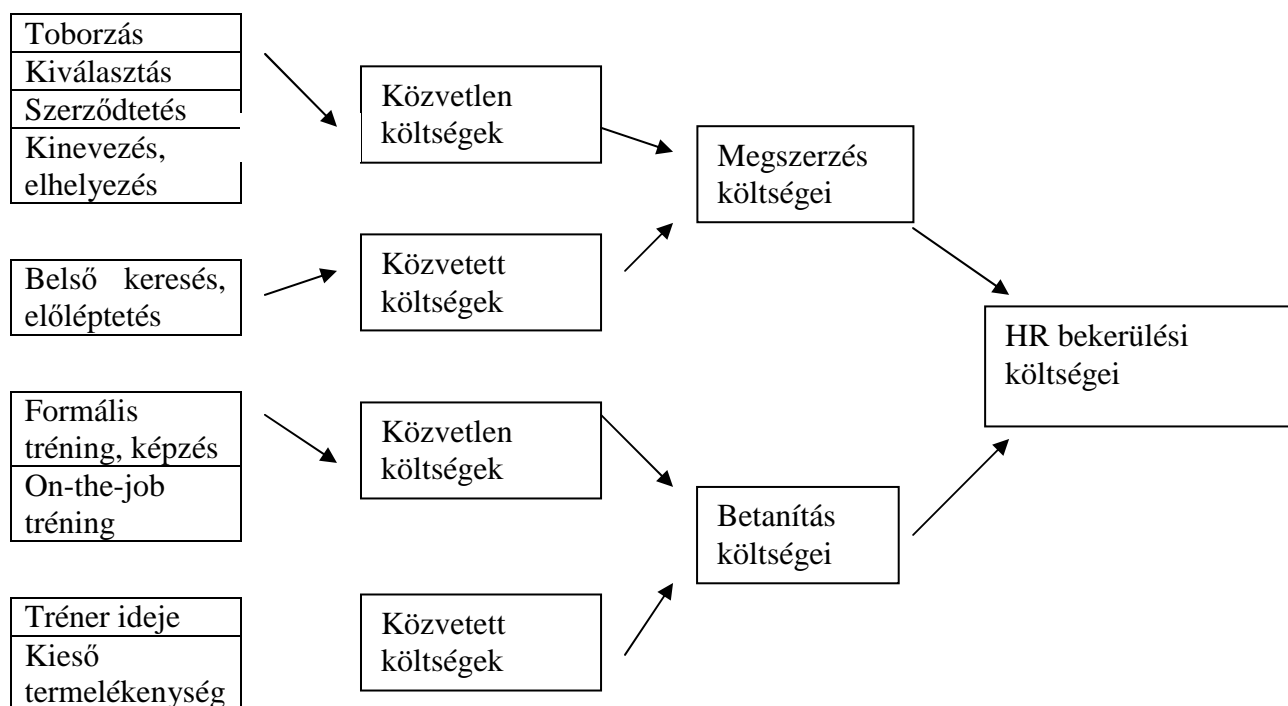 Toborzás
Kiválasztás
Szerződtetés
Kinevezés,
elhelyezés
Belső keresés,
előléptetés
Formális
tréning, képzés
On-the-job
tréning
Tréner ideje
Kieső
termelékenység
Közvetlen
költségek
Közvetett
költségek
Közvetlen
költségek
Közvetett
költségek
Megszerzés
költségei
Betanítás
költségei
HR bekerülési
költségei